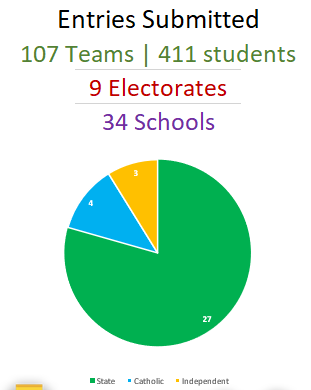 Entries Submitted
107 Teams | 411 students
9 Electorates
34 Schools
3
4
27
State Catholic Independent